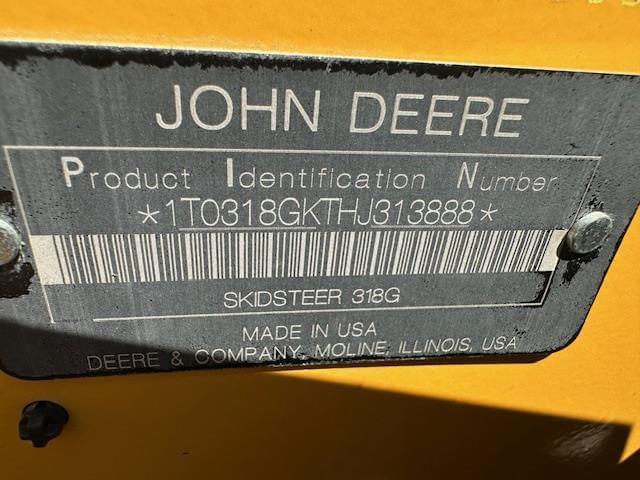 JOHN DEERE
Product Identification Number
*1T0318GKTHJ313888*
SKIDSTEER 318G
MADE IN USA
DEERE & COMPANY, MOLINE, ILLINOIS, USA